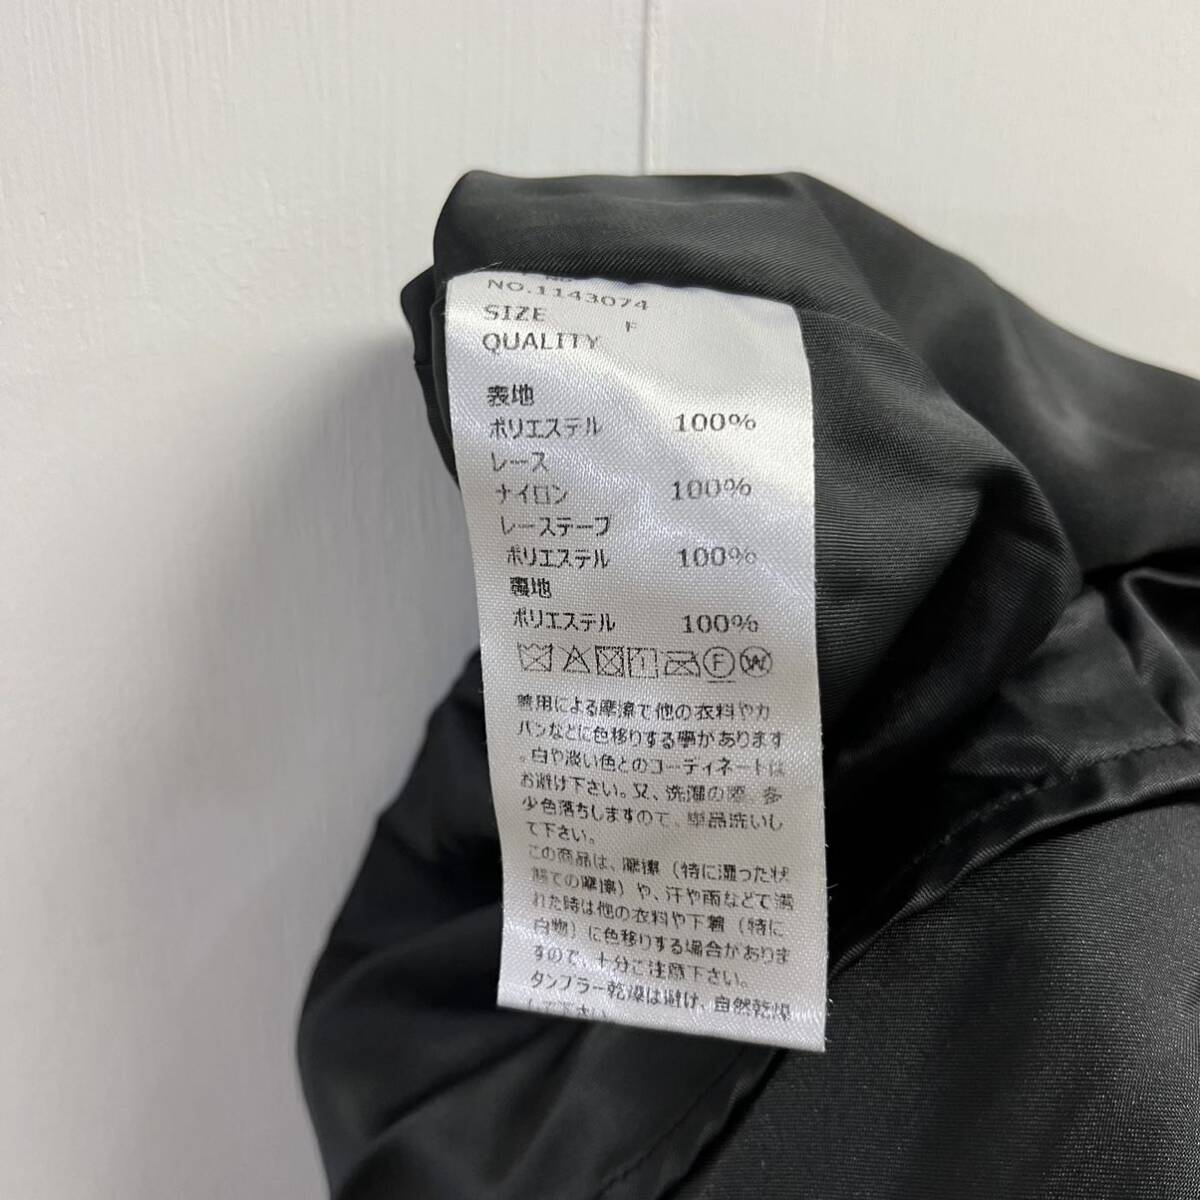 NO.1143074
SIZE F
QUALITY
表地
ポリエステル 100%
レース
ナイロン 100%
レーステープ
ポリエステル 100%
裏地
ポリエステル 100%
着用による摩擦で他の衣料やカ
バンなどに色移りする事があります
。白や淡い色とのコーディネートは
お避け下さい。又、洗濯の際、多
少色落ちしますので、単品洗いし
て下さい。
この商品は、摩擦（特に湿った状
態での摩擦）や、汗や雨などで濡
れた時は他の衣料や下着（特に
白物）に色移りする場合がありま
すので、十分ご注意下さい。
タンブラー乾燥は避け、自然乾燥
して下さい